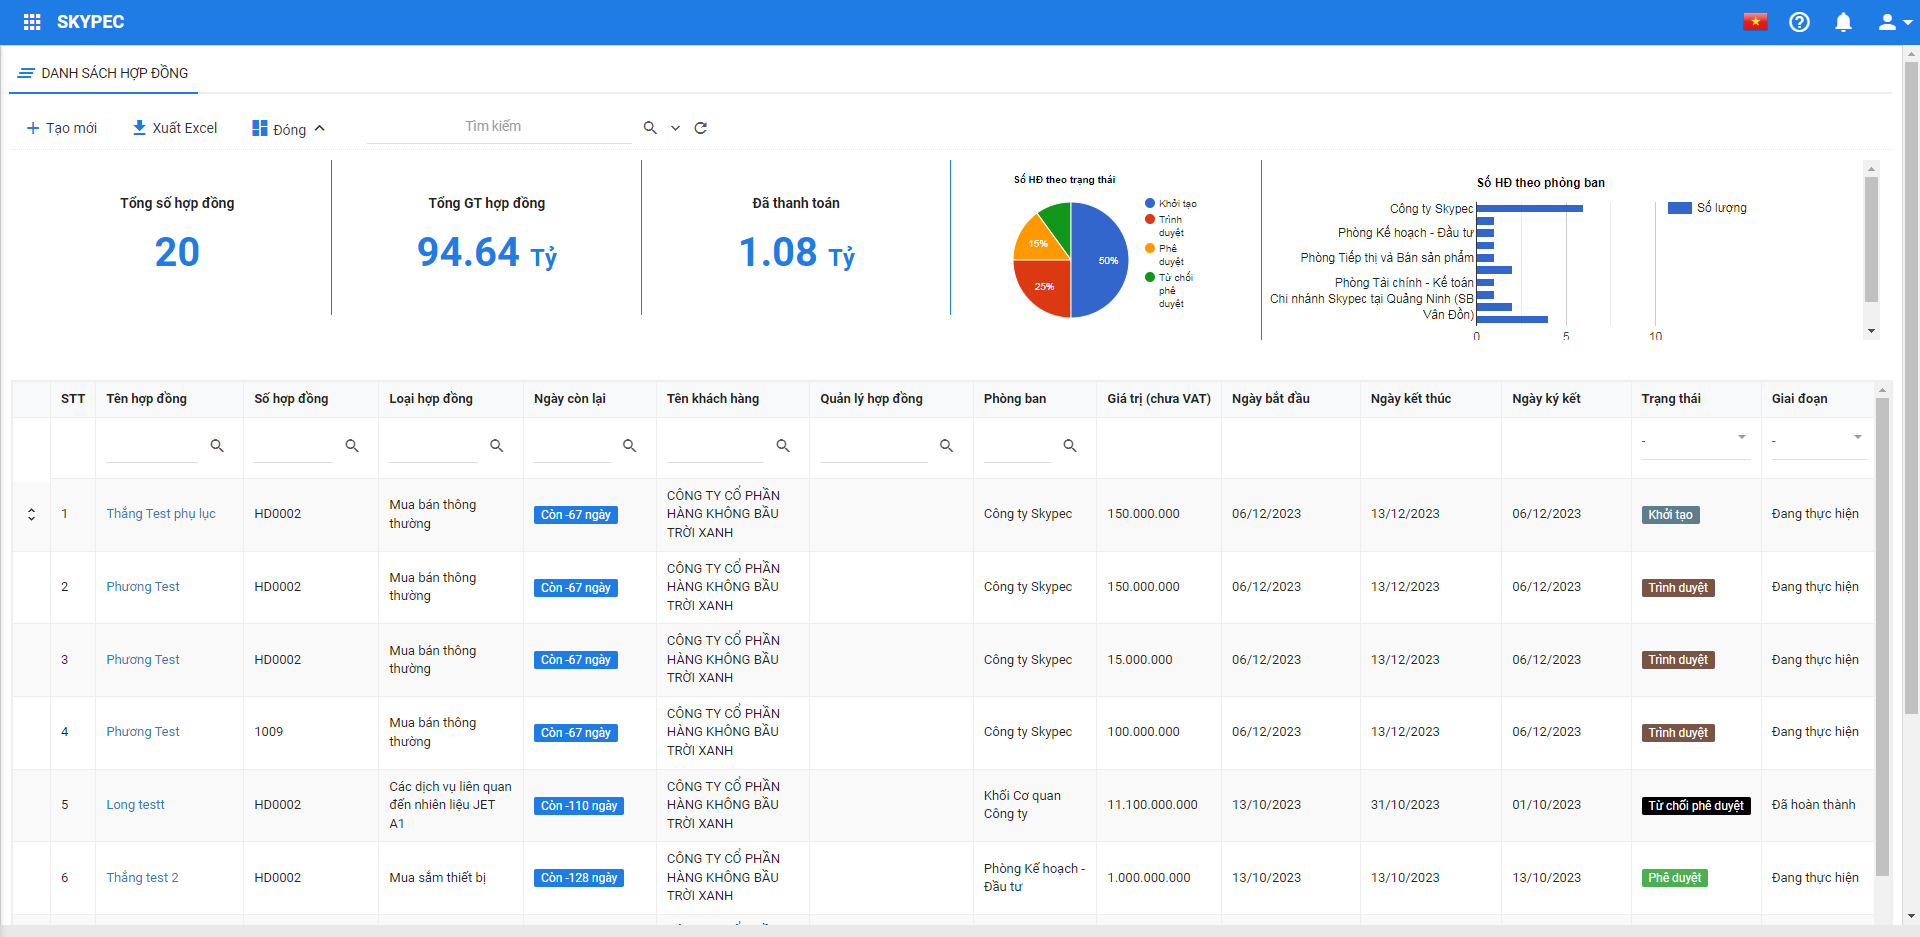 SKYPEC
DANH SÁCH HỢP ĐỒNG
Tạo mới
Xuất Excel
Đóng
Tìm kiếm
Tổng số hợp đồng
20
Tổng GT hợp đồng
94.64 Tỷ
Đã thanh toán
1.08 Tỷ
Số HĐ theo trạng thái
50%
25%
15%
Khởi tạo
Trình
duyệt
Phê
duyệt
Từ chối
phê
duyệt
Số HĐ theo phòng ban
Công ty Skypec
Phòng Kế hoạch - Đầu tư
Phòng Tiếp thị và Bán sản phẩm
Phòng Tài chính - Kế toán
Chi nhánh Skypec tại Quảng Ninh (SB
Vân Đồn)
0 5 10
Số lượng
STT Tên hợp đồng Số hợp đồng Loại hợp đồng Ngày còn lại Tên khách hàng Quản lý hợp đồng Phòng ban Giá trị (chưa VAT) Ngày bắt đầu Ngày kết thúc Ngày ký kết Trạng thái Giai đoạn
- -
1 Thắng Test phụ lục HD0002 Mua bán thông
thường Còn -67 ngày CÔNG TY CỔ PHẦN
HÀNG KHÔNG BẦU
TRỜI XANH Công ty Skypec 150.000.000 06/12/2023 13/12/2023 06/12/2023 Khởi tạo Đang thực hiện
2 Phương Test HD0002 Mua bán thông
thường Còn -67 ngày CÔNG TY CỔ PHẦN
HÀNG KHÔNG BẦU
TRỜI XANH Công ty Skypec 150.000.000 06/12/2023 13/12/2023 06/12/2023 Trình duyệt Đang thực hiện
3 Phương Test HD0002 Mua bán thông
thường Còn -67 ngày CÔNG TY CỔ PHẦN
HÀNG KHÔNG BẦU
TRỜI XANH Công ty Skypec 15.000.000 06/12/2023 13/12/2023 06/12/2023 Trình duyệt Đang thực hiện
4 Phương Test 1009 Mua bán thông
thường Còn -67 ngày CÔNG TY CỔ PHẦN
HÀNG KHÔNG BẦU
TRỜI XANH Công ty Skypec 100.000.000 06/12/2023 13/12/2023 06/12/2023 Trình duyệt Đang thực hiện
5 Long testt HD0002 Các dịch vụ liên quan
đến nhiên liệu JET
A1 Còn -110 ngày CÔNG TY CỔ PHẦN
HÀNG KHÔNG BẦU
TRỜI XANH Khối Cơ quan
Công ty 11.100.000.000 13/10/2023 31/10/2023 01/10/2023 Từ chối phê duyệt Đã hoàn thành
6 Thắng test 2 HD0002 Mua sắm thiết bị Còn -128 ngày CÔNG TY CỔ PHẦN
HÀNG KHÔNG BẦU
TRỜI XANH Phòng Kế hoạch -
Đầu tư 1.000.000.000 13/10/2023 13/10/2023 13/10/2023 Phê duyệt Đang thực hiện